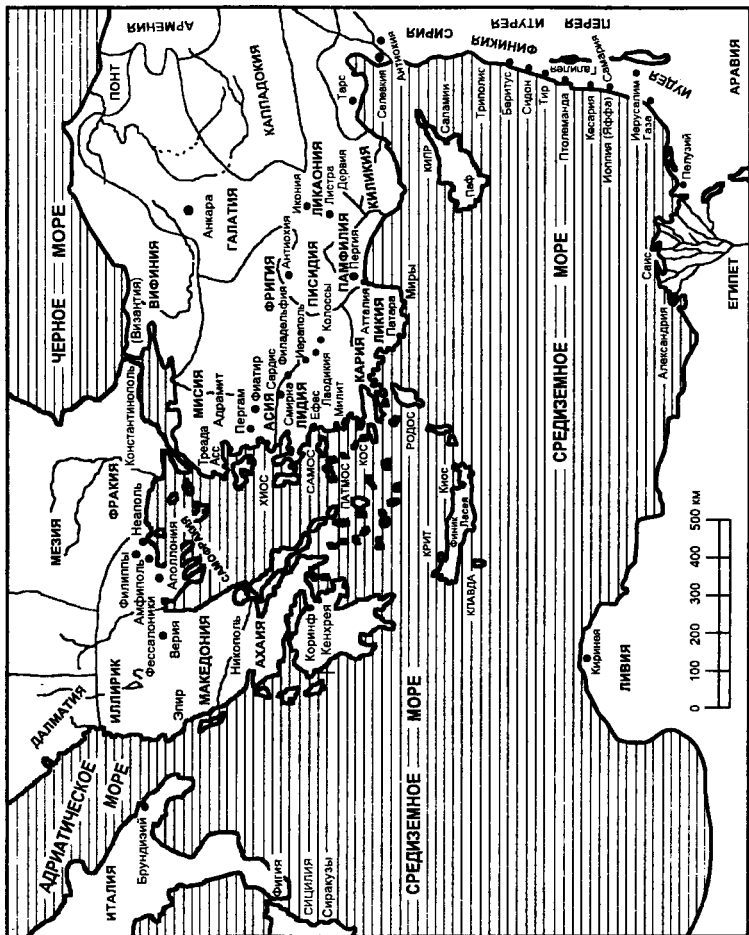 ЧЕРНОЕ МОРЕ
АРМЕНИЯ
ПОНТ
КАППАДОКИЯ
ВИФИНИЯ
(Византия)
Константинополь
Анкара
ГАЛАТИЯ
МЕЗИЯ
ФРАКИЯ
Неаполь
Филиппы
Амфиполь
Аполлония
САМОФРАКИЯ
Фессалоники
Верия
МАКЕДОНИЯ
ИЛЛИРИК
ДАЛМАТИЯ
АДРИАТИЧЕСКОЕ
МОРЕ
ИТАЛИЯ
Брундизий
Эпир
Никополь
АХАИЯ
Коринф
Кенхрея
Фигия
СИЦИЛИЯ
Сиракузы
МИСИЯ
Адрамит
Треада
Асс
Пергам
Фиатир
АСИЯ
Сардис
Филадельфия
Смирна
ЛИДИЯ
Иераполь
Ефес
Лаодикия
Колоссы
Милит
ХИОС
САМОС
ПАТМОС
КОС
РОДОС
КАРИЯ
ЛИКИЯ
Патара
Миры
Атталия
ФРИГИЯ
Антиохия
ПИСИДИЯ
ПАМФИЛИЯ
Пергия
Икония
ЛИКАОНИЯ
Листра
Дервия
КИЛИКИЯ
Тарс
Селевкия
Антиохия
СИРИЯ
КИПР
Саламин
Паф
Триполис
ФИНИКИЯ
Беритус
Сидон
Тир
ИТУРЕЯ
Птолемаида
Галилея
ПЕРЕЯ
Кесария
Самария
Иоппия (Яффа)
Иерусалим
ИУДЕЯ
Газа
АРАВИЯ
Пелузий
Саис
ЕГИПЕТ
Александрия
СРЕДИЗЕМНОЕ МОРЕ
СРЕДИЗЕМНОЕ МОРЕ
КРИТ
Киос
Финик
Ласея
КЛАВДА
Киринея
ЛИВИЯ
0 100 200 300 400 500 км